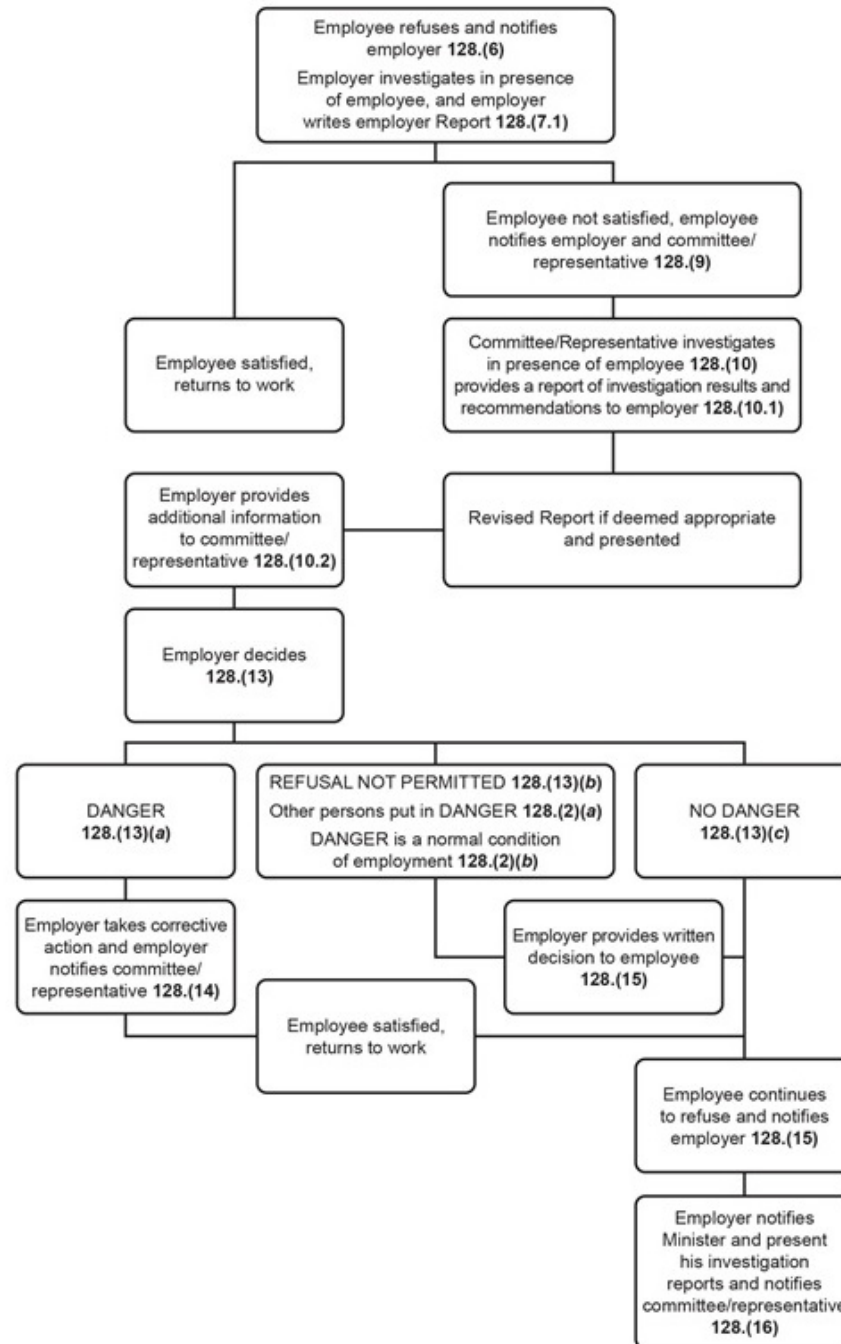 Employee refuses and notifies
employer 128.(6)
Employer investigates in presence
of employee, and employer
writes employer Report 128.(7.1)
Employee not satisfied, employee
notifies employer and committee/
representative 128.(9)
Employee satisfied,
returns to work
Committee/Representative investigates
in presence of employee 128.(10)
provides a report of investigation results and
recommendations to employer 128.(10.1)
Employer provides
additional information
to committee/
representative 128.(10.2)
Revised Report if deemed appropriate
and presented
Employer decides
128.(13)
DANGER
128.(13)(a)
REFUSAL NOT PERMITTED 128.(13)(b)
Other persons put in DANGER 128.(2)(a)
DANGER is a normal condition
of employment 128.(2)(b)
NO DANGER
128.(13)(c)
Employer takes corrective
action and employer
notifies committee/
representative 128.(14)
Employer provides written
decision to employee
128.(15)
Employee satisfied,
returns to work
Employee continues
to refuse and notifies
employer 128.(15)
Employer notifies
Minister and present
his investigation
reports and notifies
committee/representative
128.(16)